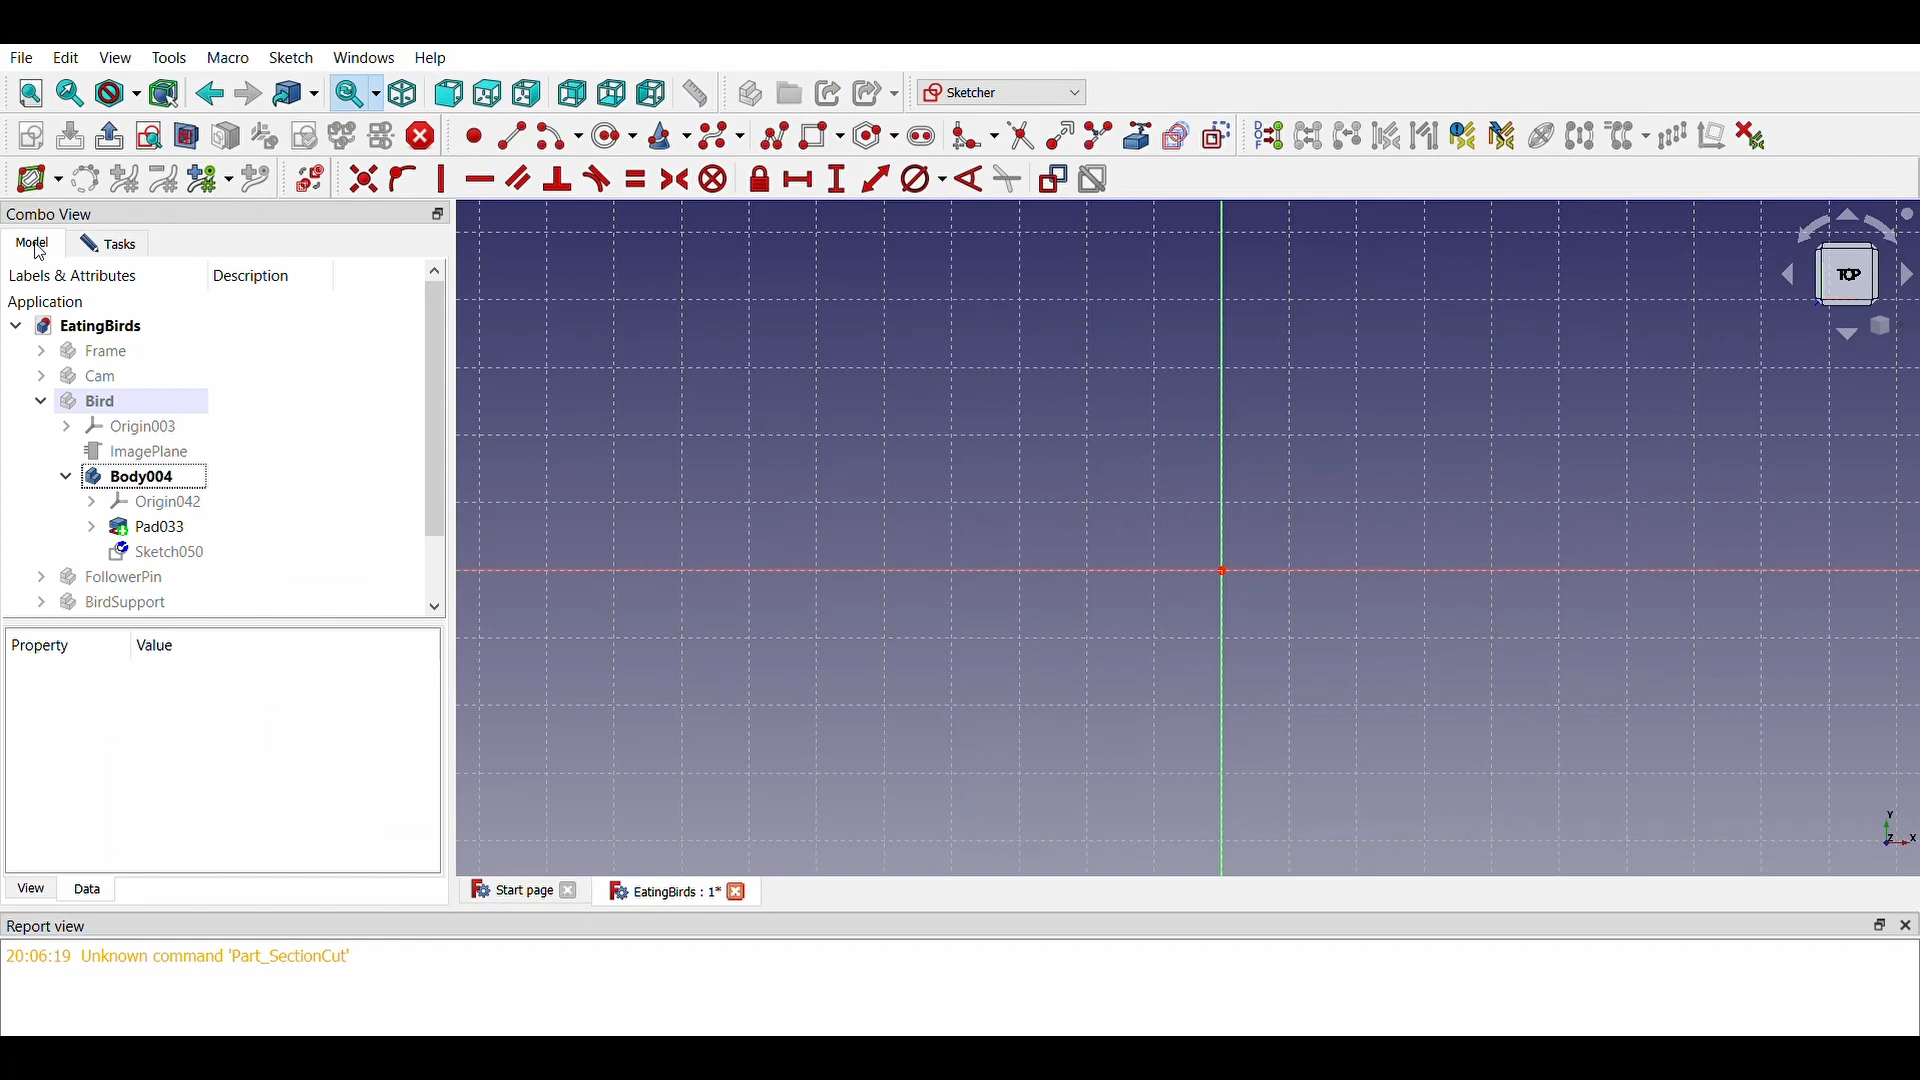 File Edit View Tools Macro Sketch Windows Help
Sketcher
Combo View
Model Tasks
Labels & Attributes Description
Application
EatingBirds
Frame
Cam
Bird
Origin003
ImagePlane
Body004
Origin042
Pad033
Sketch050
FollowerPin
BirdSupport
Property Value
View Data
TOP
Y
Z X
Start page EatingBirds : 1*
Report view
20:06:19 Unknown command 'Part_SectionCut'